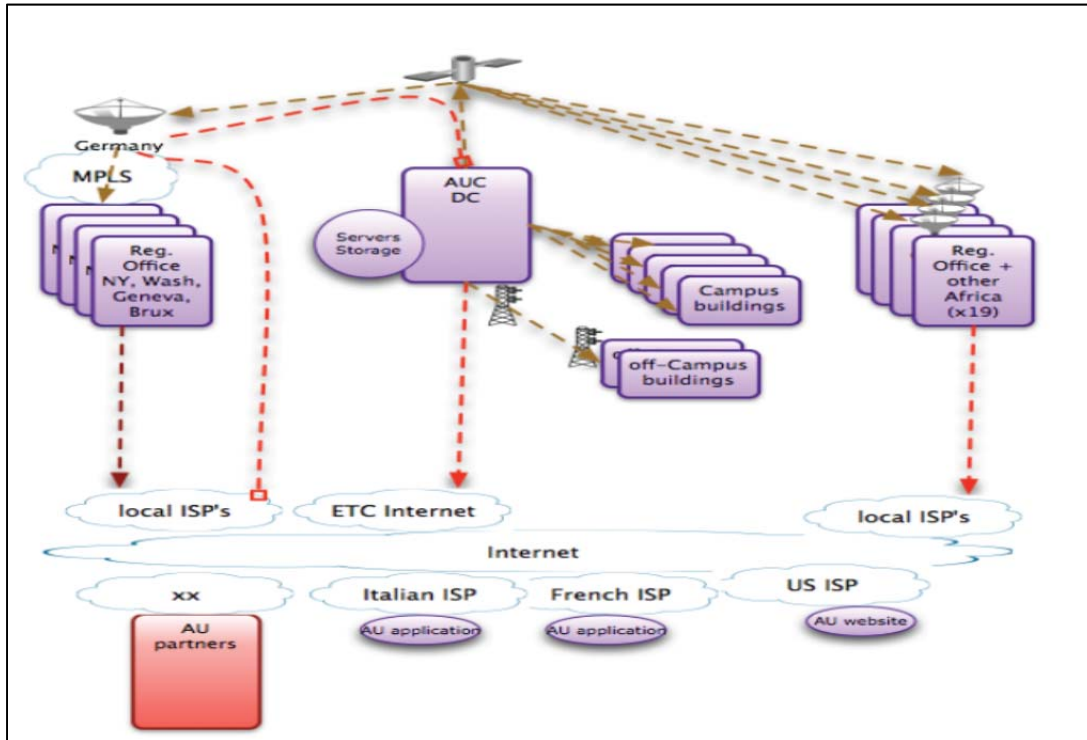 Germany
MPLS
Reg.
Office
NY, Wash,
Geneva,
Brux
AUC
DC
Servers
Storage
Campus
buildings
off-Campus
buildings
Reg.
Office +
other
Africa
(x19)
local ISP's
ETC Internet
local ISP's
Internet
xx
Italian ISP
French ISP
US ISP
AU
partners
AU application
AU application
AU website